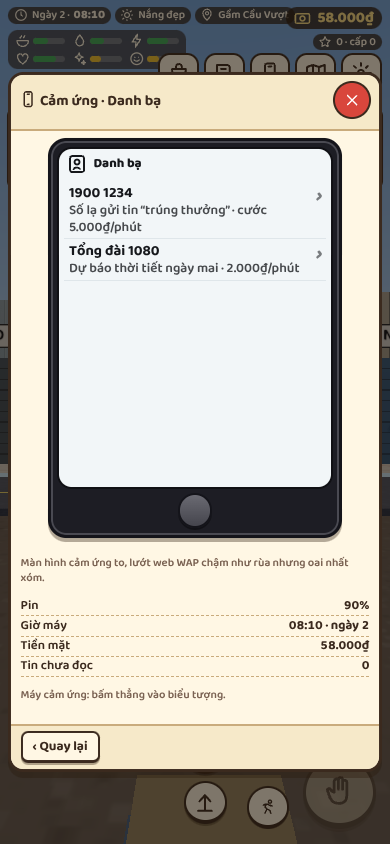 Ngày 2 · 08:10
Nắng đẹp
Gầm Cầu Vượt
58.000₫
0 · cấp 0
Cảm ứng · Danh bạ
Danh bạ
1900 1234
Số lạ gửi tin “trúng thưởng” · cước
5.000₫/phút
Tổng đài 1080
Dự báo thời tiết ngày mai · 2.000₫/phút
Màn hình cảm ứng to, lướt web WAP chậm như rùa nhưng oai nhất
xóm.
Pin 90%
Giờ máy 08:10 · ngày 2
Tiền mặt 58.000₫
Tin chưa đọc 0
Máy cảm ứng: bấm thẳng vào biểu tượng.
‹ Quay lại